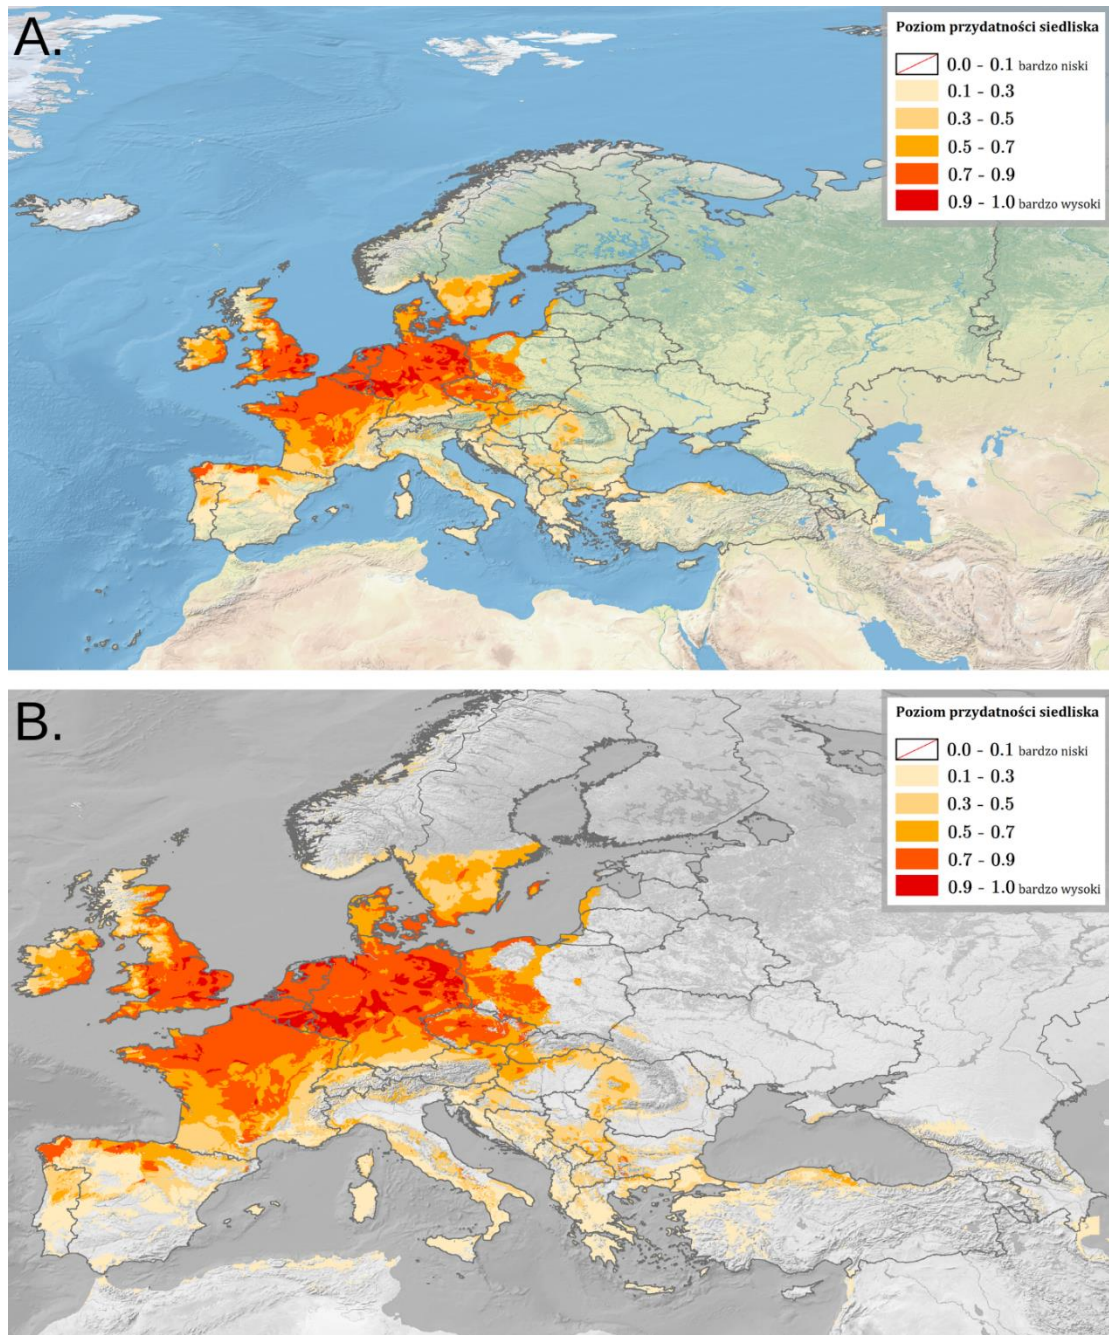 A.
Poziom przydatności siedliska
0.0 - 0.1 bardzo niski
0.1 - 0.3
0.3 - 0.5
0.5 - 0.7
0.7 - 0.9
0.9 - 1.0 bardzo wysoki
B.
Poziom przydatności siedliska
0.0 - 0.1 bardzo niski
0.1 - 0.3
0.3 - 0.5
0.5 - 0.7
0.7 - 0.9
0.9 - 1.0 bardzo wysoki